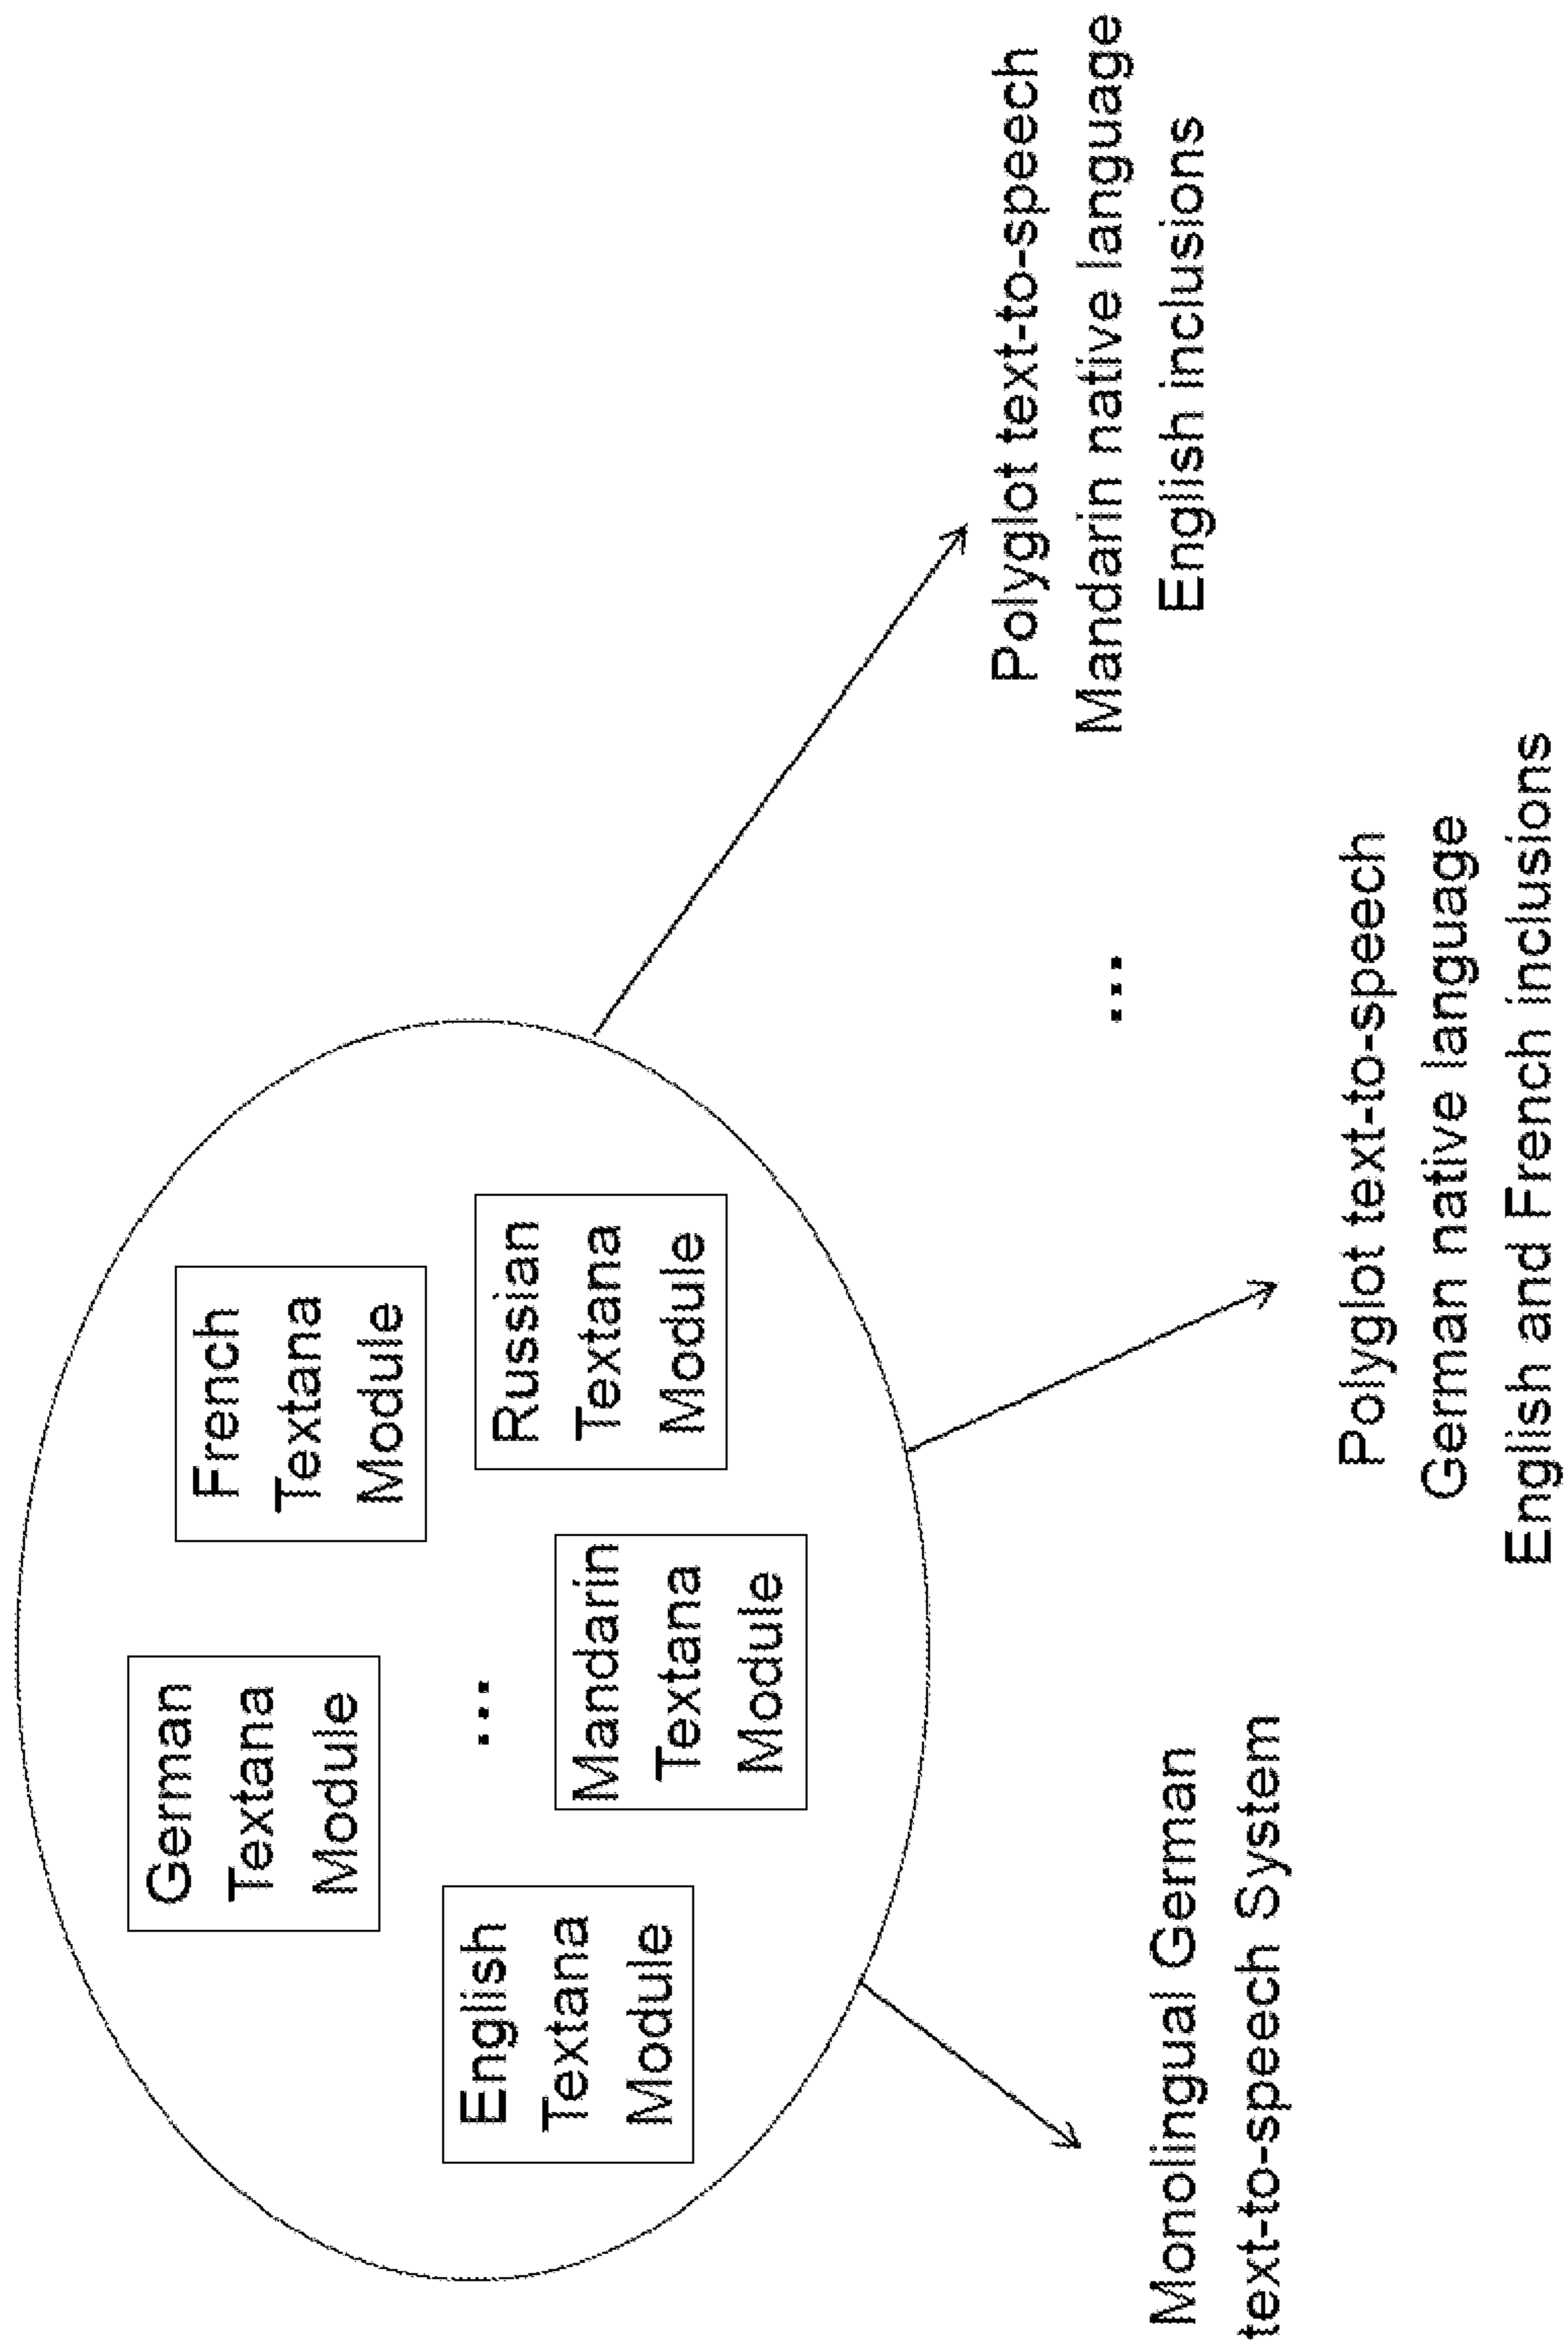 German
Textana
Module
French
Textana
Module
English
Textana
Module
...
Mandarin
Textana
Module
Russian
Textana
Module
Monolingual German
text-to-speech System
Polyglot text-to-speech
German native language
English and French inclusions
...
Polyglot text-to-speech
Mandarin native language
English inclusions